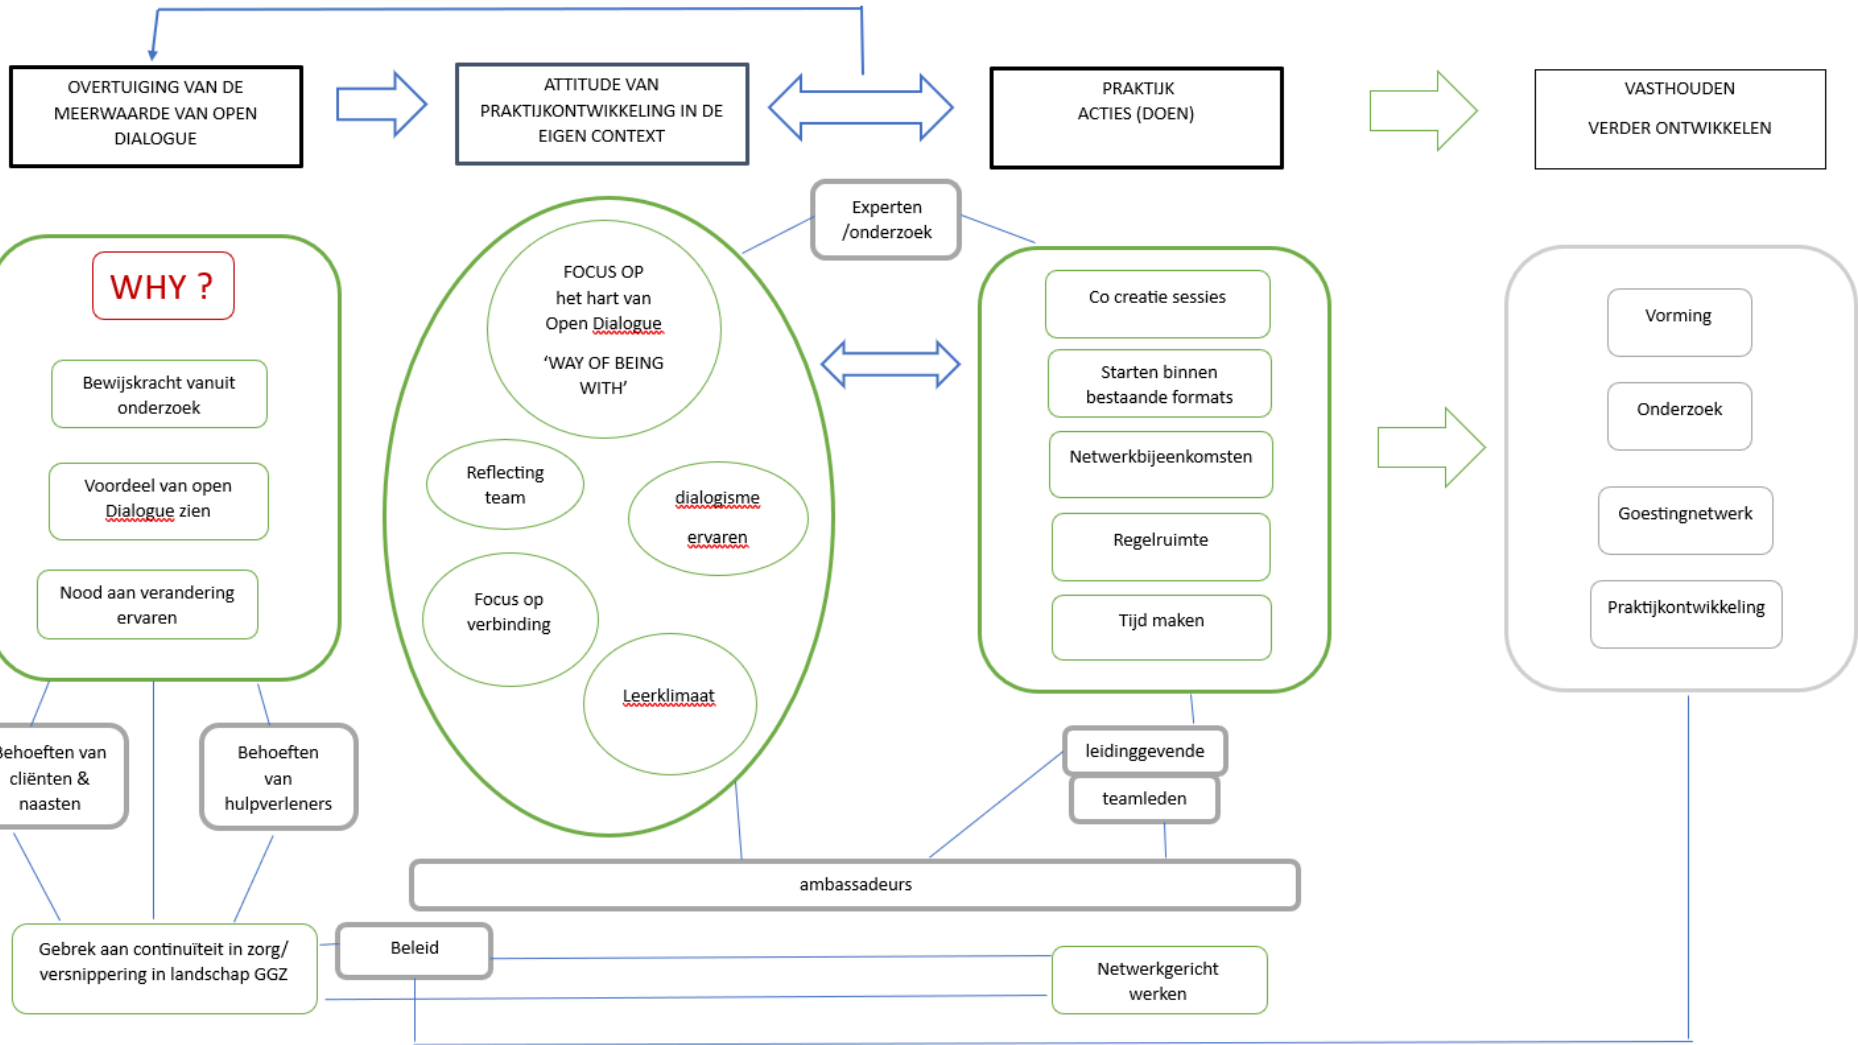 OVERTUIGING VAN DE
MEERWAARDE VAN OPEN
DIALOGUE
ATTITUDE VAN
PRAKTIJKONTWIKKELING IN DE
EIGEN CONTEXT
PRAKTIJK
ACTIES (DOEN)
VASTHOUDEN
VERDER ONTWIKKELEN
Experten
/onderzoek
WHY ?
Bewijskracht vanuit
onderzoek
Voordeel van open
Dialogue zien
Nood aan verandering
ervaren
FOCUS OP
het hart van
Open Dialogue
‘WAY OF BEING
WITH’
Reflecting
team
dialogisme
ervaren
Focus op
verbinding
Leerklimaat
Co creatie sessies
Starten binnen
bestaande formats
Netwerkbijeenkomsten
Regelruimte
Tijd maken
Vorming
Onderzoek
Goestingnetwerk
Praktijkontwikkeling
Behoeften van
cliënten &
naasten
Behoeften
van
hulpverleners
leidinggevende
teamleden
ambassadeurs
Gebrek aan continuïteit in zorg/
versnippering in landschap GGZ
Beleid
Netwerkgericht
werken